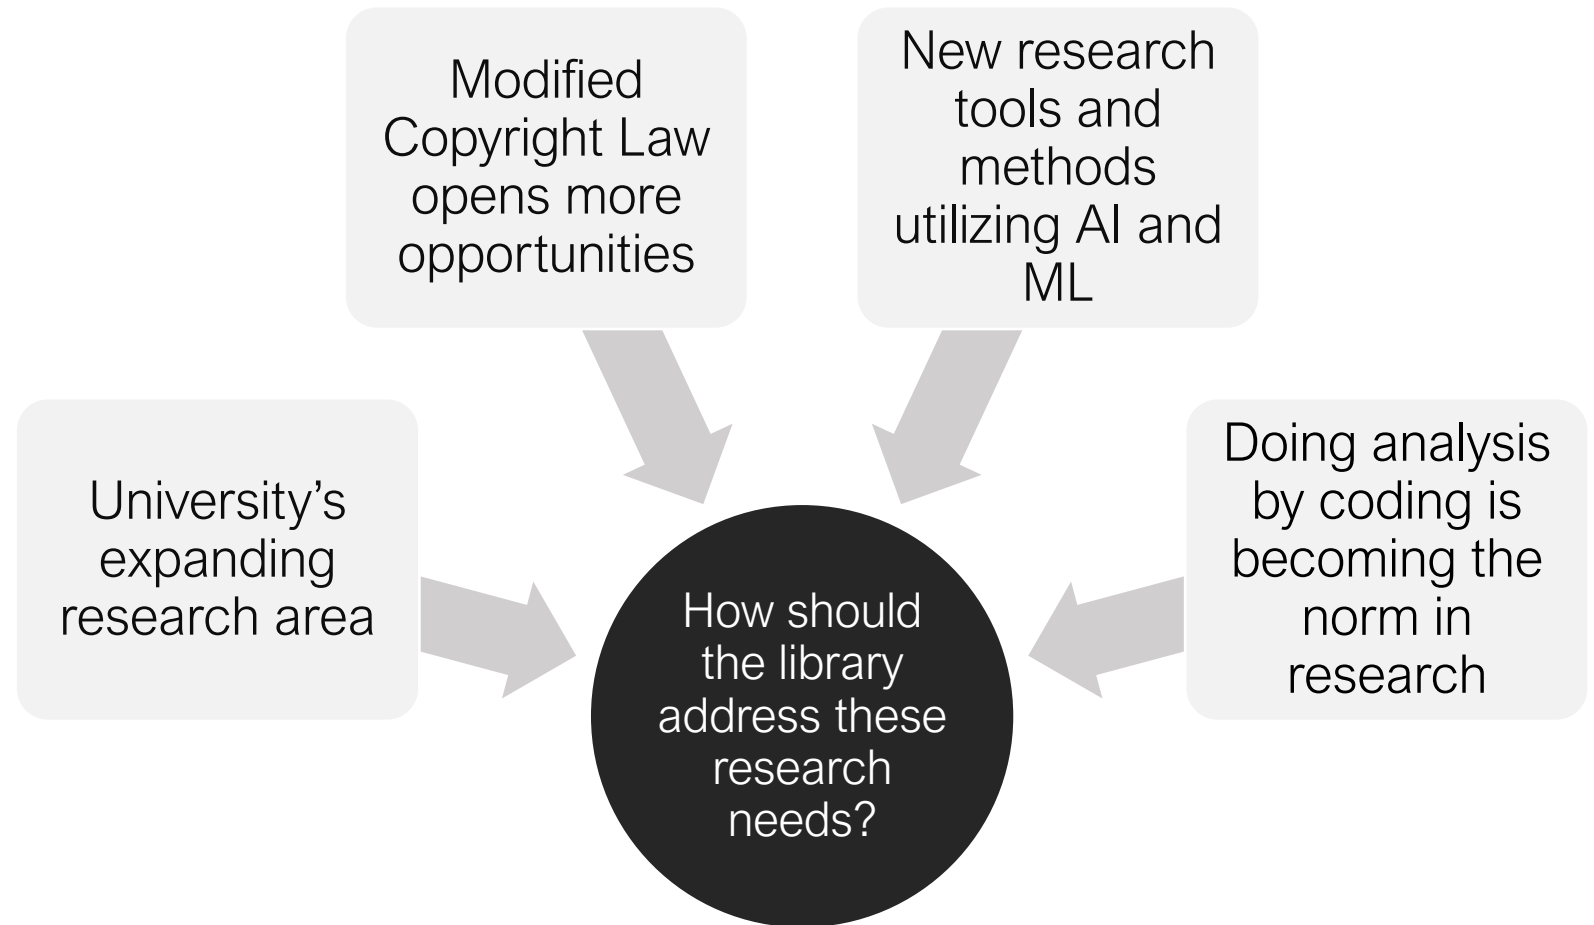 Modified
Copyright Law
opens more
opportunities
New research
tools and
methods
utilizing AI and
ML
University’s
expanding
research area
Doing analysis
by coding is
becoming the
norm in
research
How should
the library
address these
research
needs?